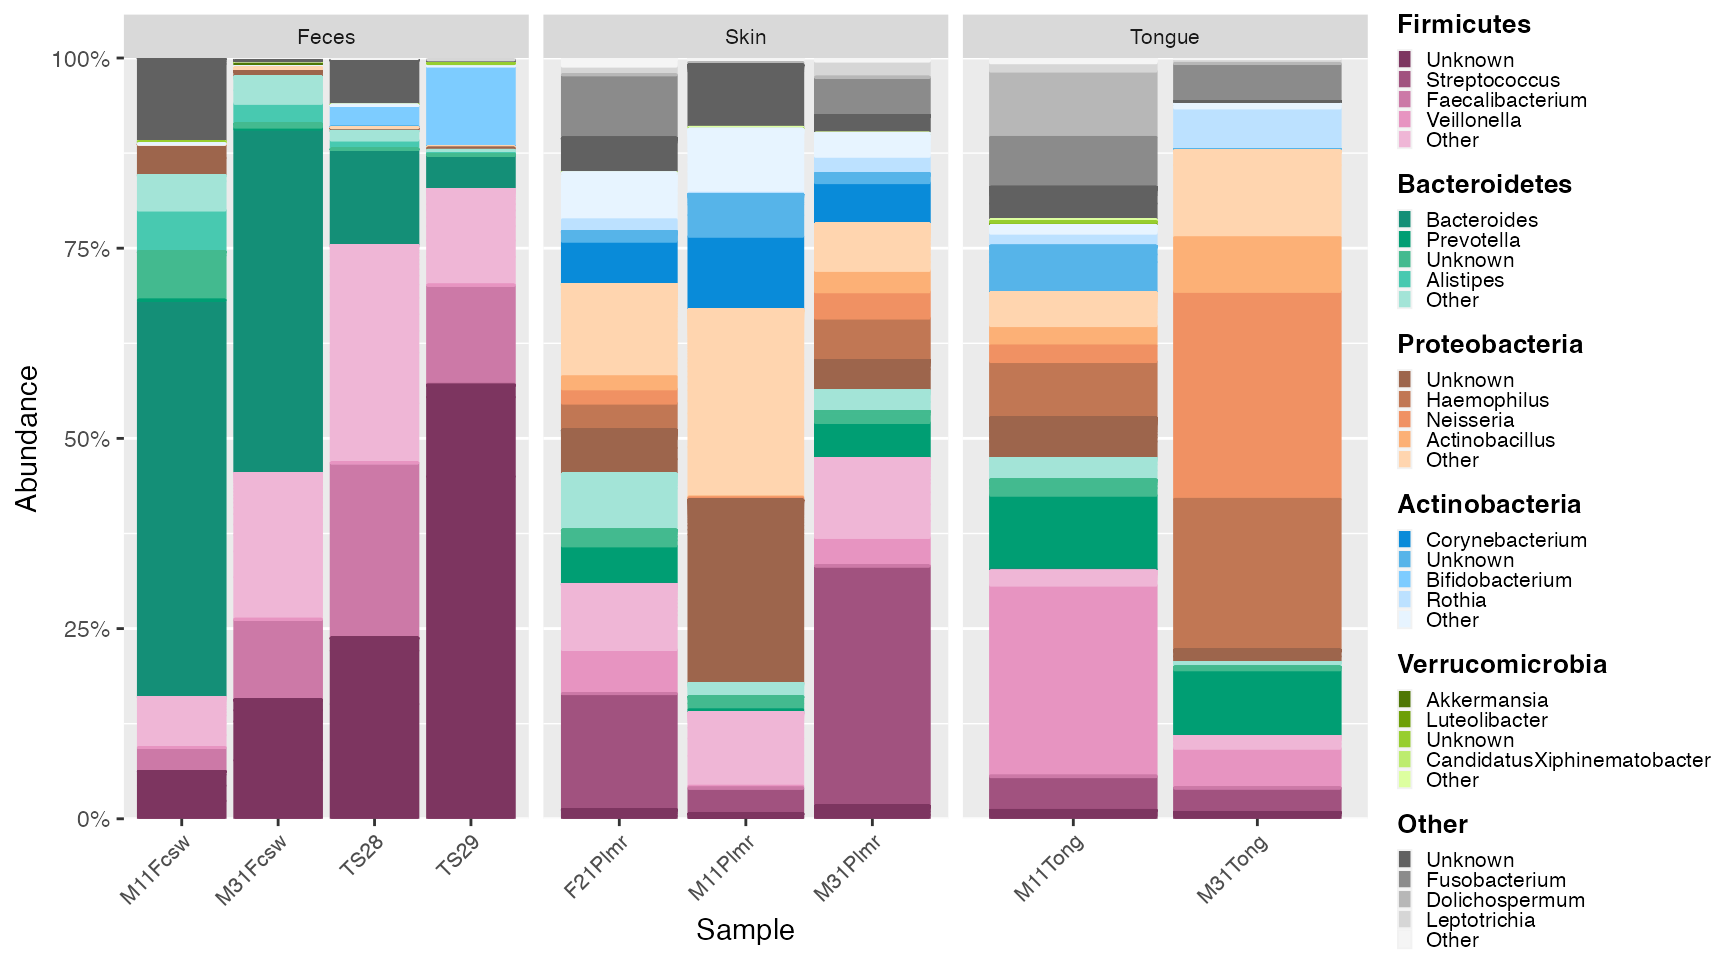 Feces
Skin
Tongue
Abundance
100%
75%
50%
25%
0%
M11Fcsw
M31Fcsw
TS28
TS29
F21Plmr
M11Plmr
M31Plmr
M11Tong
M31Tong
Sample
Firmicutes
Unknown
Streptococcus
Faecalibacterium
Veillonella
Other
Bacteroidetes
Bacteroides
Prevotella
Unknown
Alistipes
Other
Proteobacteria
Unknown
Haemophilus
Neisseria
Actinobacillus
Other
Actinobacteria
Corynebacterium
Unknown
Bifidobacterium
Rothia
Other
Verrucomicrobia
Akkermansia
Luteolibacter
Unknown
CandidatusXiphinematobacter
Other
Other
Unknown
Fusobacterium
Dolichospermum
Leptotrichia
Other